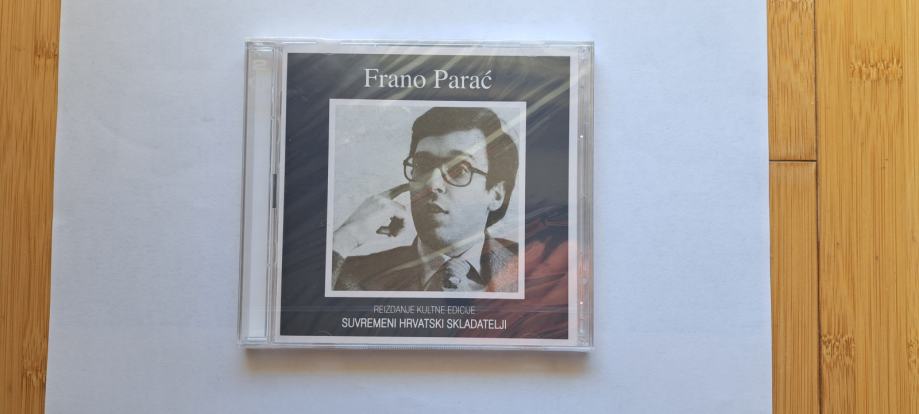 Frano Parać
REIZDANJE KULTNE EDICIJE
SUVREMENI HRVATSKI SKLADATELJI